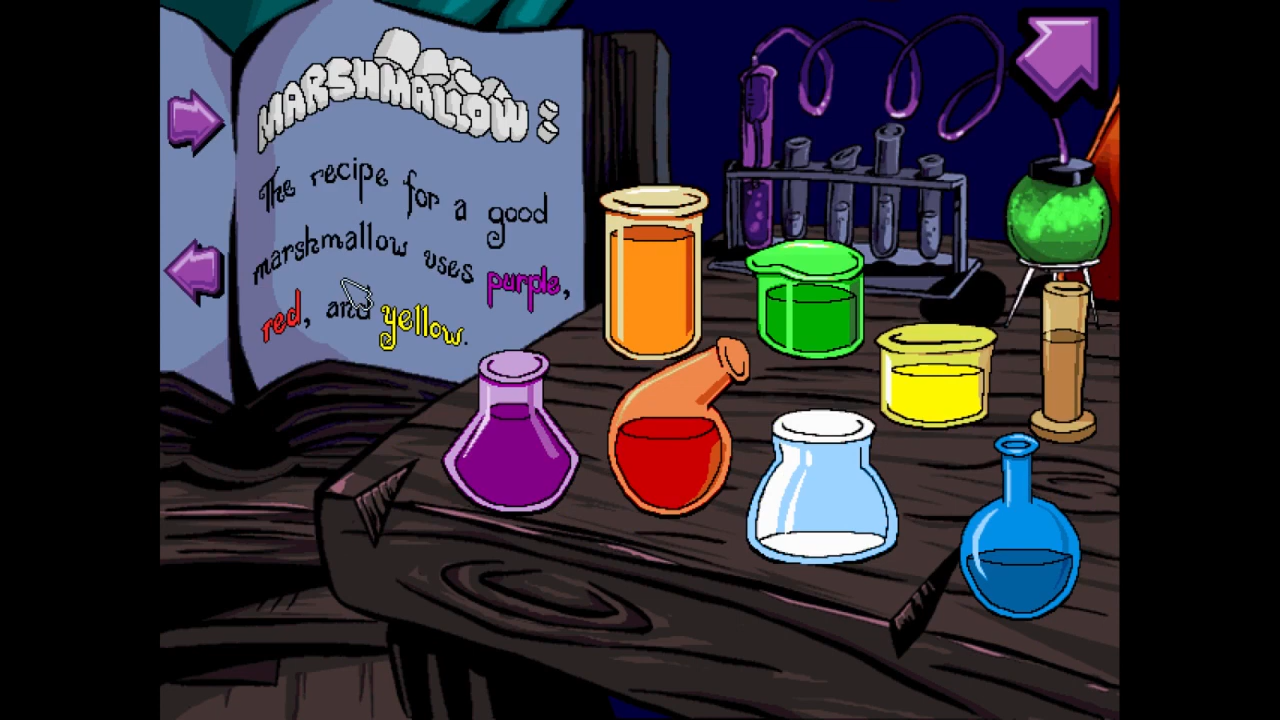 MARSHMALLOW:
The recipe for a good
marshmallow uses purple,
red, and yellow.